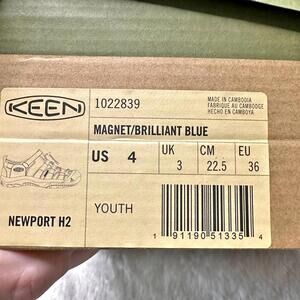 KEEN
1022839
MADE IN CAMBODIA
FABRIQUE AU CAMBODGE
HECHO EN CAMBOYA
MAGNET/BRILLIANT BLUE
US 4
UK 3
CM 22.5
EU 36
NEWPORT H2
YOUTH
1 91190 51335 4